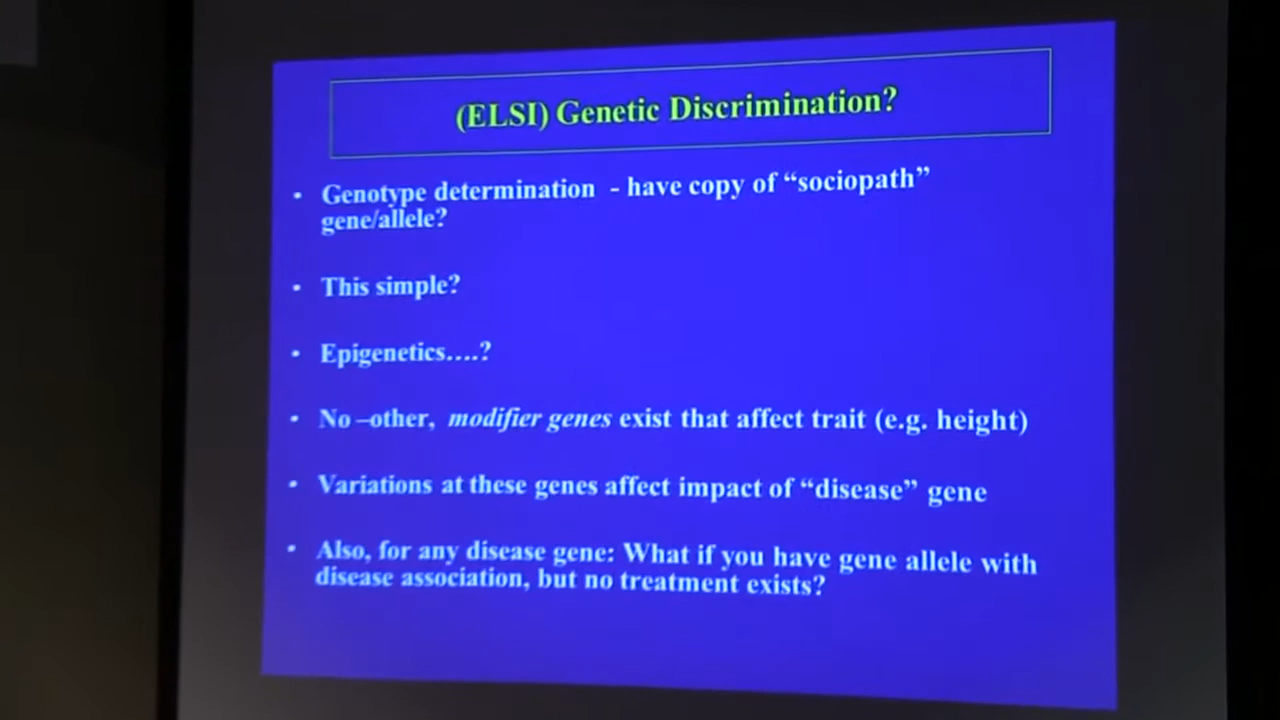 (ELSI) Genetic Discrimination?
• Genotype determination - have copy of “sociopath”
gene/allele?
• This simple?
• Epigenetics....?
• No –other, modifier genes exist that affect trait (e.g. height)
• Variations at these genes affect impact of “disease” gene
• Also, for any disease gene: What if you have gene allele with
disease association, but no treatment exists?